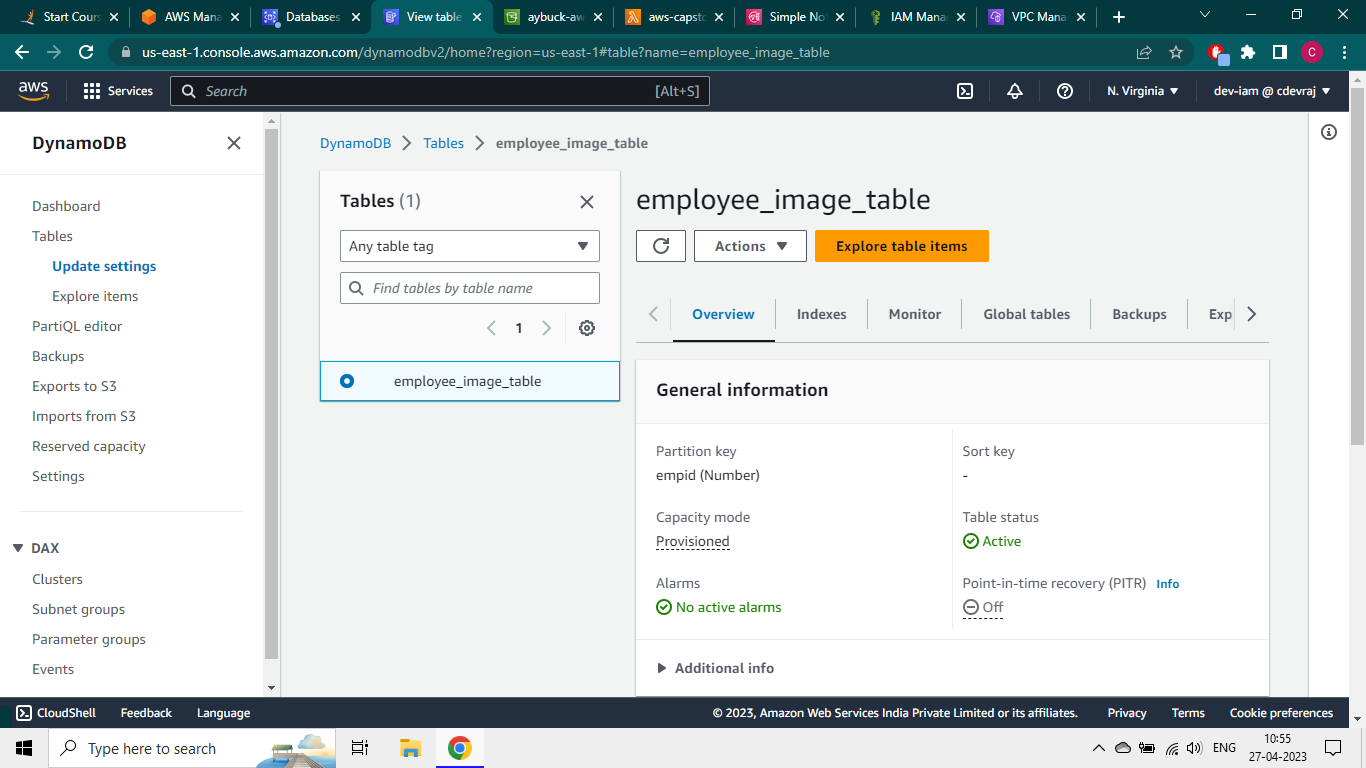 Start Cours
AWS Mana
Databases
View table
aybuck-aw
aws-capsto
Simple Not
IAM Mana
VPC Mana
us-east-1.console.aws.amazon.com/dynamodbv2/home?region=us-east-1#table?name=employee_image_table
C
aws
Services
Search
[Alt+S]
N. Virginia
dev-iam @ cdevraj
DynamoDB
Dashboard
Tables
Update settings
Explore items
PartiQL editor
Backups
Exports to S3
Imports from S3
Reserved capacity
Settings
DAX
Clusters
Subnet groups
Parameter groups
Events
DynamoDB
Tables
employee_image_table
Tables (1)
Any table tag
Find tables by table name
1
employee_image_table
employee_image_table
Actions
Explore table items
Overview
Indexes
Monitor
Global tables
Backups
Exp
General information
Partition key
empid (Number)
Sort key
-
Capacity mode
Provisioned
Table status
Active
Alarms
No active alarms
Point-in-time recovery (PITR) Info
Off
Additional info
CloudShell
Feedback
Language
© 2023, Amazon Web Services India Private Limited or its affiliates.
Privacy
Terms
Cookie preferences
Type here to search
ENG
10:55
27-04-2023